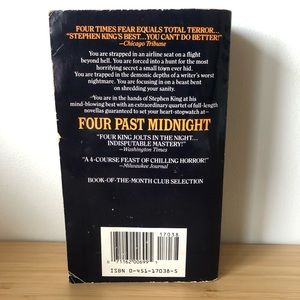 FOUR TIMES FEAR EQUALS TOTAL TERROR...
"STEPHEN KING'S BEST...YOU CAN'T DO BETTER!"
—Chicago Tribune
You are strapped in an airline seat on a flight
beyond hell. You are forced into a hunt for the most
horrifying secret a small town ever hid.
You are trapped in the demonic depths of a writer's worst
nightmare. You are focusing in on a beast bent
on shredding your sanity.
You are in the hands of Stephen King at his
mind-blowing best with an extraordinary quartet of full-length
novellas guaranteed to set your heart-stopwatch at—
FOUR PAST MIDNIGHT
"FOUR KING JOLTS IN THE NIGHT...
INDISPUTABLE MASTERY!"
—Washington Times
"A 4-COURSE FEAST OF CHILLING HORROR!"
—Milwaukee Journal
BOOK-OF-THE-MONTH CLUB SELECTION
17038
ISBN 0-451-17038-5